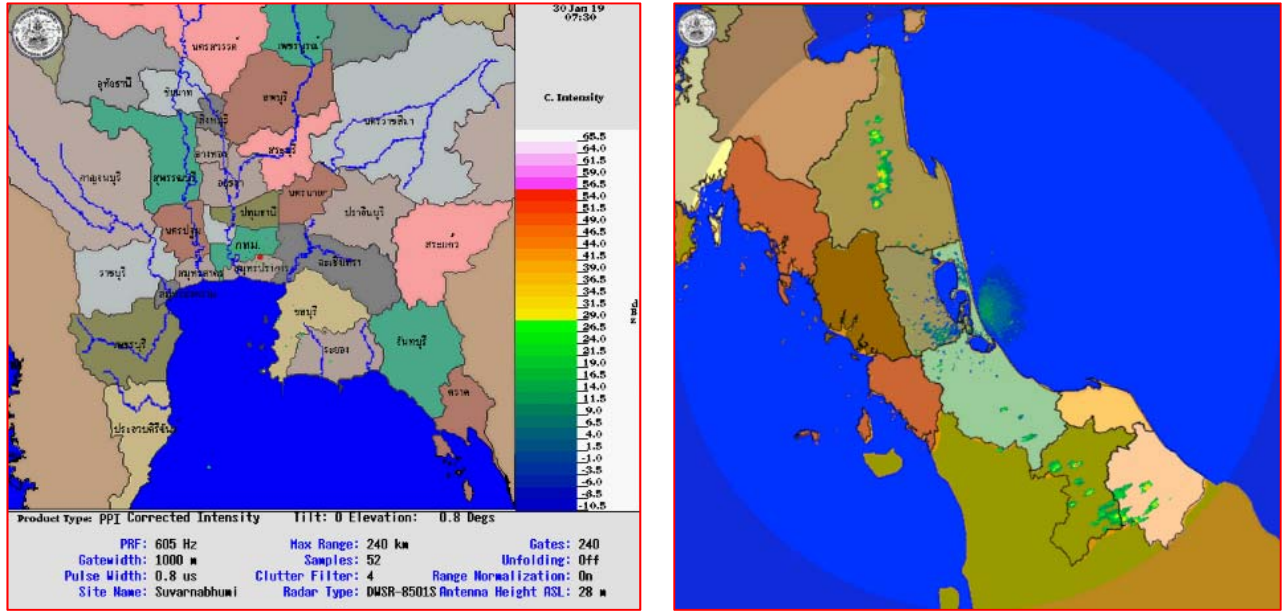 30 Jan 19
07:30
นครสวรรค์
เพชรบูรณ์
อุทัยธานี
ชัยนาท
ลพบุรี
สิงห์บุรี
นครราชสีมา
อ่างทอง
สระบุรี
กาญจนบุรี
สุพรรณบุรี
อยุธยา
นครนายก
ปราจีนบุรี
ปทุมธานี
นครปฐม
กทม.
สระแก้ว
ราชบุรี
สมุทรสาคร
สมุทรปราการ
ฉะเชิงเทรา
สมุทรสงคราม
ชลบุรี
เพชรบุรี
ระยอง
จันทบุรี
ตราด
ประจวบคีรีขันธ์
C. Intensity
65.5
64.0
61.5
59.0
56.5
54.0
51.5
49.0
46.5
44.0
41.5
39.0
36.5
34.0
31.5
29.0
26.5
24.0
21.5
19.0
16.5
14.0
11.5
9.0
6.5
4.0
1.5
-1.0
-3.5
-6.0
-8.5
-10.5
Product Type: PPI Corrected Intensity Tilt: 0 Elevation: 0.8 Degs
PRF: 605 Hz Max Range: 240 km Gates: 240
Gatewidth: 1000 m Samples: 52 Unfolding: Off
Pulse Width: 0.8 us Clutter Filter: 4 Range Normalization: On
Site Name: Suvarnabhumi Radar Type: DWSR-8501S Antenna Height ASL: 28 m